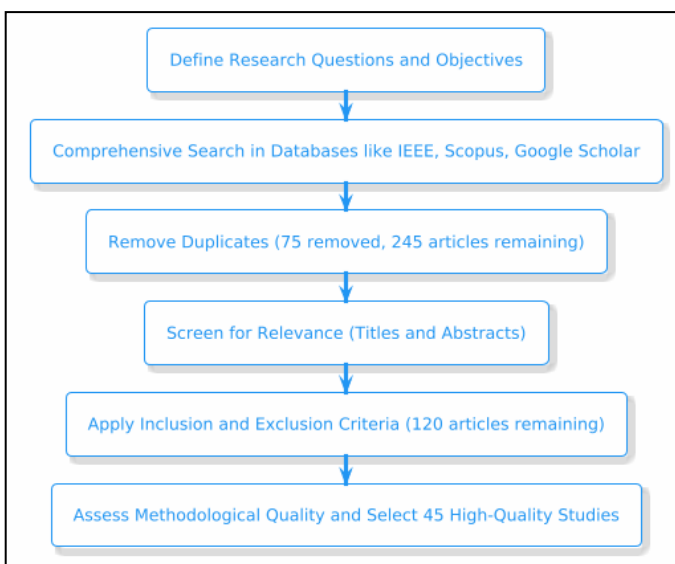 Define Research Questions and Objectives
Comprehensive Search in Databases like IEEE, Scopus, Google Scholar
Remove Duplicates (75 removed, 245 articles remaining)
Screen for Relevance (Titles and Abstracts)
Apply Inclusion and Exclusion Criteria (120 articles remaining)
Assess Methodological Quality and Select 45 High-Quality Studies